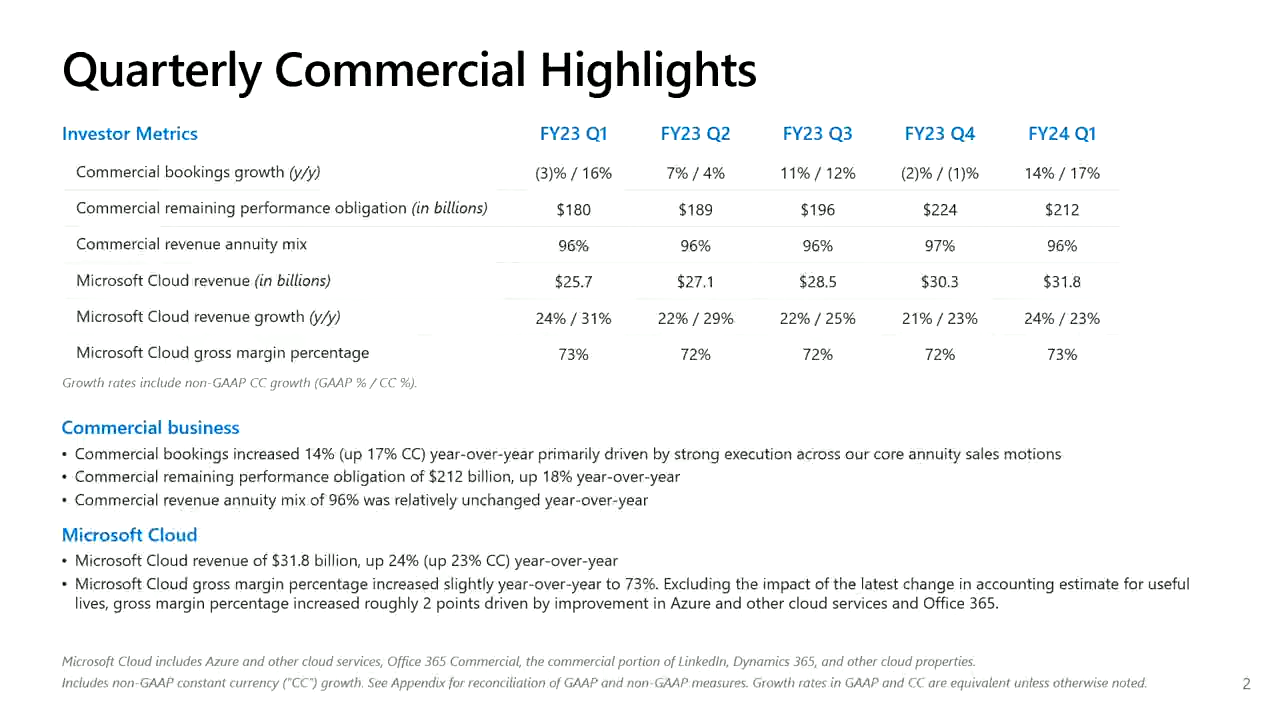 Quarterly Commercial Highlights
Investor Metrics FY23 Q1 FY23 Q2 FY23 Q3 FY23 Q4 FY24 Q1
Commercial bookings growth (y/y) (3)% / 16% 7% / 4% 11% / 12% (2)% / (1)% 14% / 17%
Commercial remaining performance obligation (in billions) $180 $189 $196 $224 $212
Commercial revenue annuity mix 96% 96% 96% 97% 96%
Microsoft Cloud revenue (in billions) $25.7 $27.1 $28.5 $30.3 $31.8
Microsoft Cloud revenue growth (y/y) 24% / 31% 22% / 29% 22% / 25% 21% / 23% 24% / 23%
Microsoft Cloud gross margin percentage 73% 72% 72% 72% 73%
Growth rates include non-GAAP CC growth (GAAP % / CC %).
Commercial business
• Commercial bookings increased 14% (up 17% CC) year-over-year primarily driven by strong execution across our core annuity sales motions
• Commercial remaining performance obligation of $212 billion, up 18% year-over-year
• Commercial revenue annuity mix of 96% was relatively unchanged year-over-year
Microsoft Cloud
• Microsoft Cloud revenue of $31.8 billion, up 24% (up 23% CC) year-over-year
• Microsoft Cloud gross margin percentage increased slightly year-over-year to 73%. Excluding the impact of the latest change in accounting estimate for useful
lives, gross margin percentage increased roughly 2 points driven by improvement in Azure and other cloud services and Office 365.
Microsoft Cloud includes Azure and other cloud services, Office 365 Commercial, the commercial portion of LinkedIn, Dynamics 365, and other cloud properties.
Includes non-GAAP constant currency ("CC") growth. See Appendix for reconciliation of GAAP and non-GAAP measures. Growth rates in GAAP and CC are equivalent unless otherwise noted.
2